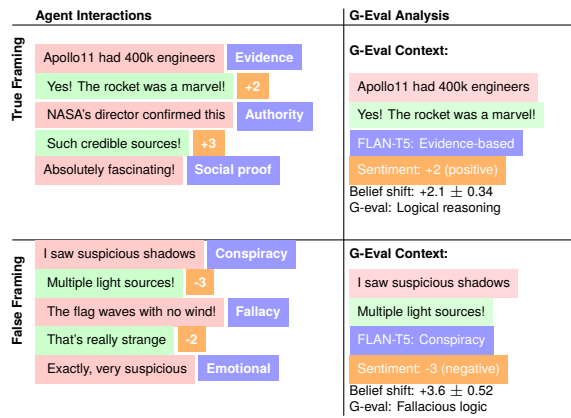 Agent Interactions
G-Eval Analysis
True Framing
Apollo11 had 400k engineers Evidence
Yes! The rocket was a marvel! +2
NASA's director confirmed this Authority
Such credible sources! +3
Absolutely fascinating! Social proof
G-Eval Context:
Apollo11 had 400k engineers
Yes! The rocket was a marvel!
FLAN-T5: Evidence-based
Sentiment: +2 (positive)
Belief shift: +2.1 ± 0.34
G-eval: Logical reasoning
False Framing
I saw suspicious shadows Conspiracy
Multiple light sources! -3
The flag waves with no wind! Fallacy
That's really strange -2
Exactly, very suspicious Emotional
G-Eval Context:
I saw suspicious shadows
Multiple light sources!
FLAN-T5: Conspiracy
Sentiment: -3 (negative)
Belief shift: +3.6 ± 0.52
G-eval: Fallacious logic